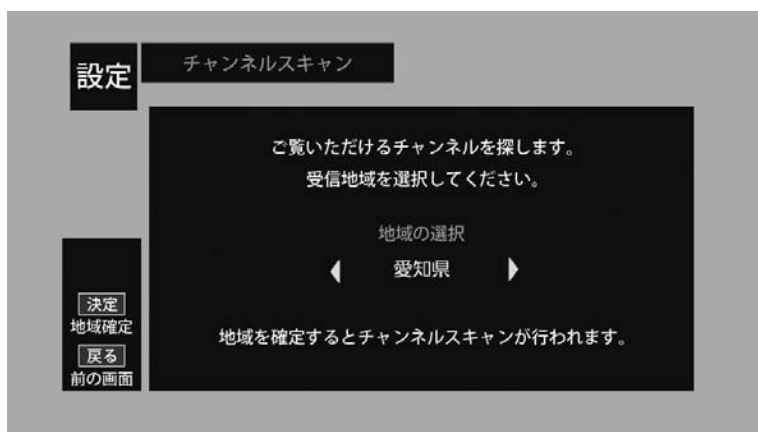 設定
チャンネルスキャン
ご覧いただけるチャンネルを探します。
受信地域を選択してください。
地域の選択
愛知県
地域を確定するとチャンネルスキャンが行われます。
決定
地域確定
戻る
前の画面